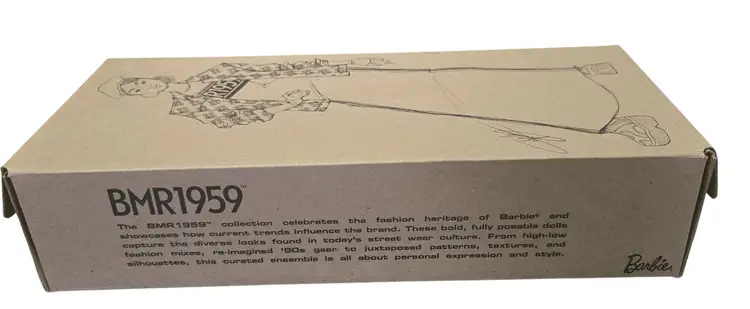 BMR1959™
The BMR1959™ collection celebrates the fashion heritage of Barbie® and
showcases how current trends influence the brand. These bold, fully posable dolls
capture the diverse looks found in today's street wear culture. From high-low
fashion mixes, re-imagined '90s gear to juxtaposed patterns, textures, and
silhouettes, this curated ensemble is all about personal expression and style.
Barbie